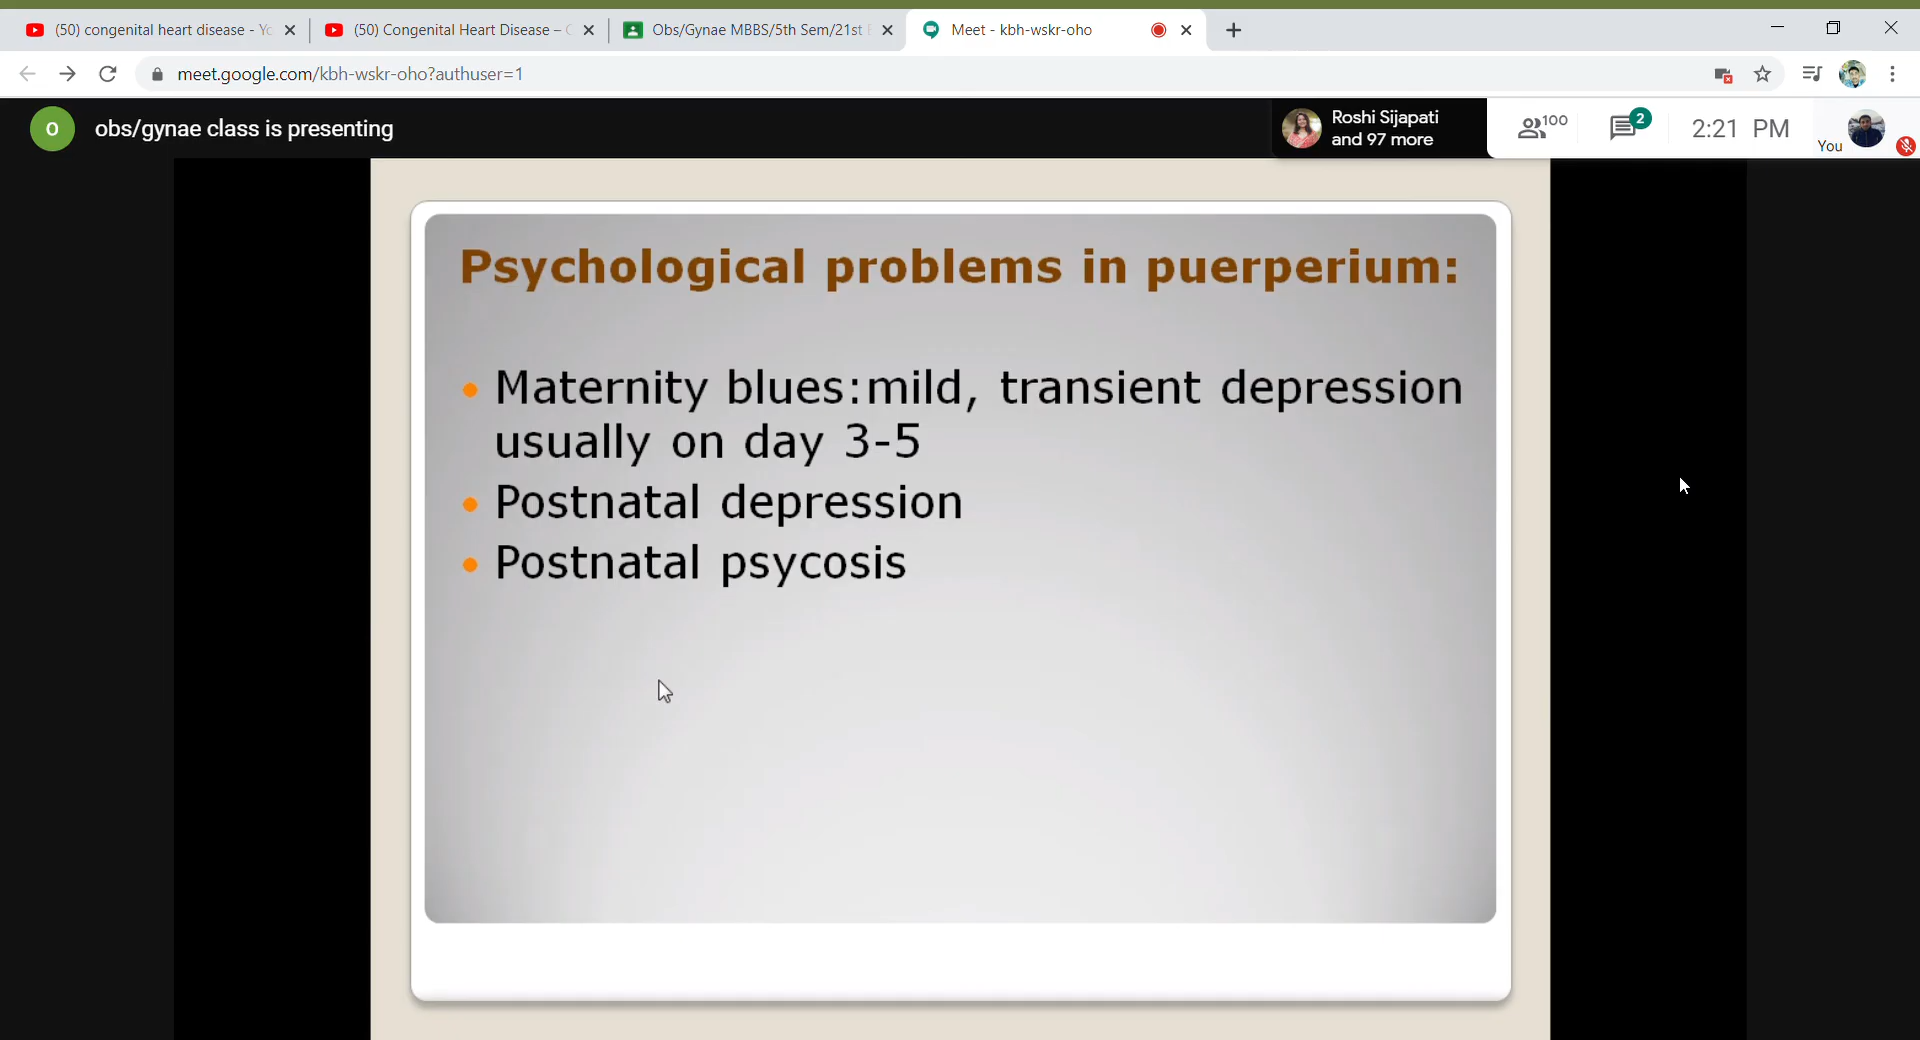 (50) congenital heart disease - Yo
(50) Congenital Heart Disease – C
Obs/Gynae MBBS/5th Sem/21st
Meet - kbh-wskr-oho
meet.google.com/kbh-wskr-oho?authuser=1
O
obs/gynae class is presenting
Roshi Sijapati
and 97 more
100
2
2:21 PM
You
Psychological problems in puerperium:
Maternity blues:mild, transient depression
usually on day 3-5
Postnatal depression
Postnatal psycosis